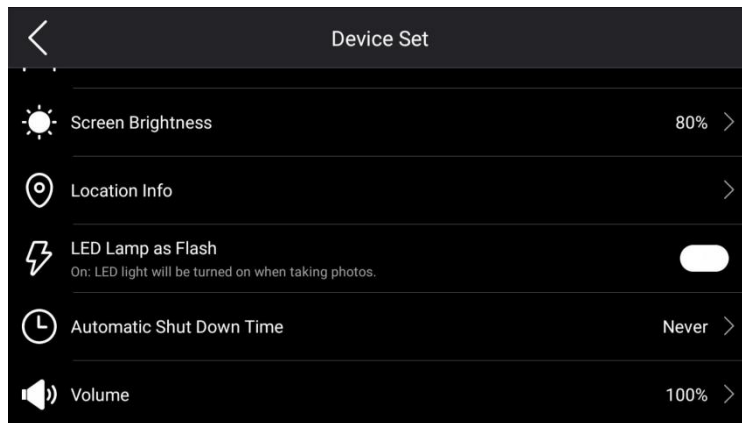 Device Set
Screen Brightness 80%
Location Info
LED Lamp as Flash
On: LED light will be turned on when taking photos.
Automatic Shut Down Time Never
Volume 100%